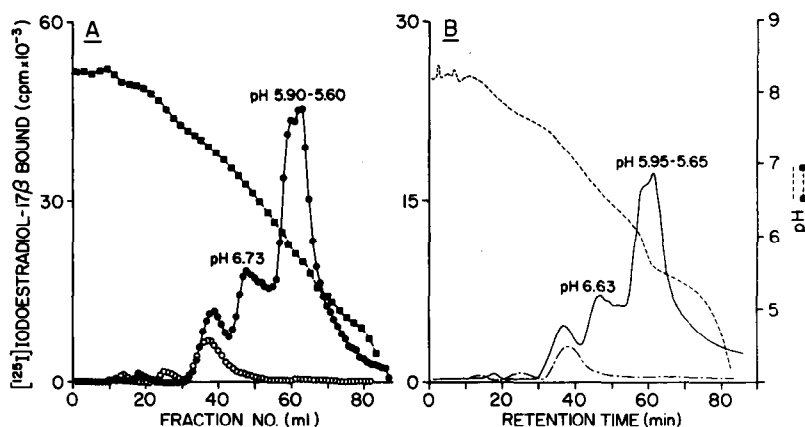 [¹²⁵I]IODOESTRADIOL-17β BOUND (cpm×10⁻³)
60
30
0
A
pH 5.90-5.60
pH 6.73
0 20 40 60 80
FRACTION NO. (ml)
30
15
0
B
pH 5.95-5.65
pH 6.63
0 20 40 60 80
RETENTION TIME (min)
9
8
7
6
5
4
pH